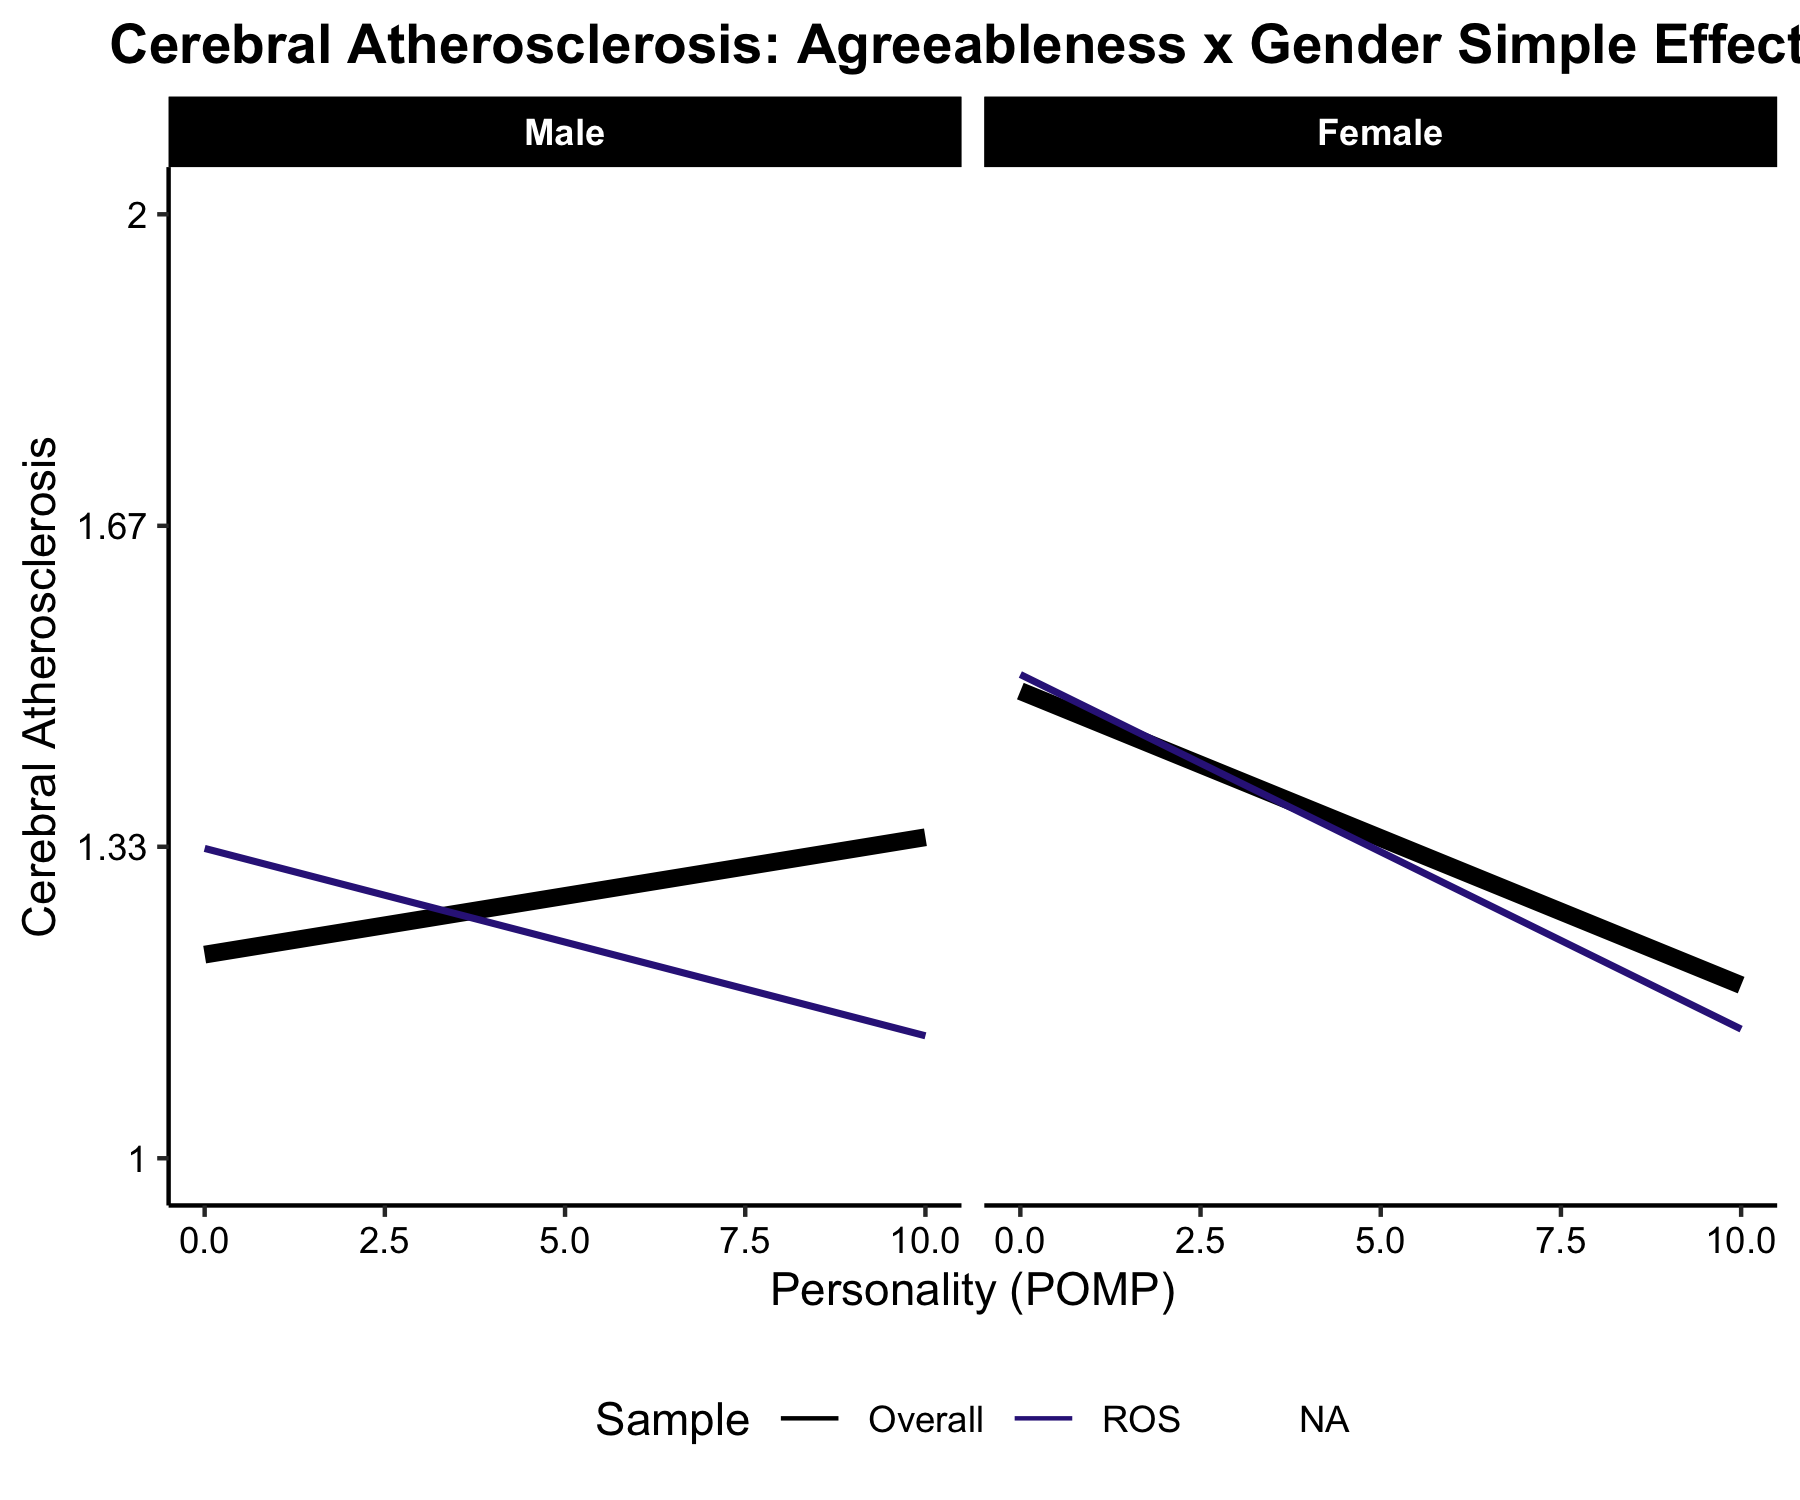 Cerebral Atherosclerosis: Agreeableness x Gender Simple Effect
Male Female
2
1.67
1.33
1
Cerebral Atherosclerosis
0.0 2.5 5.0 7.5 10.0 0.0 2.5 5.0 7.5 10.0
Personality (POMP)
Sample Overall ROS NA